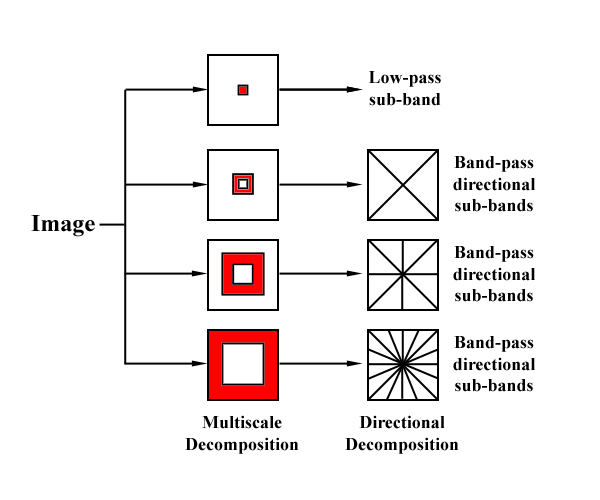 Low-pass
sub-band
Band-pass
directional
sub-bands
Image
Band-pass
directional
sub-bands
Band-pass
directional
sub-bands
Multiscale
Decomposition
Directional
Decomposition